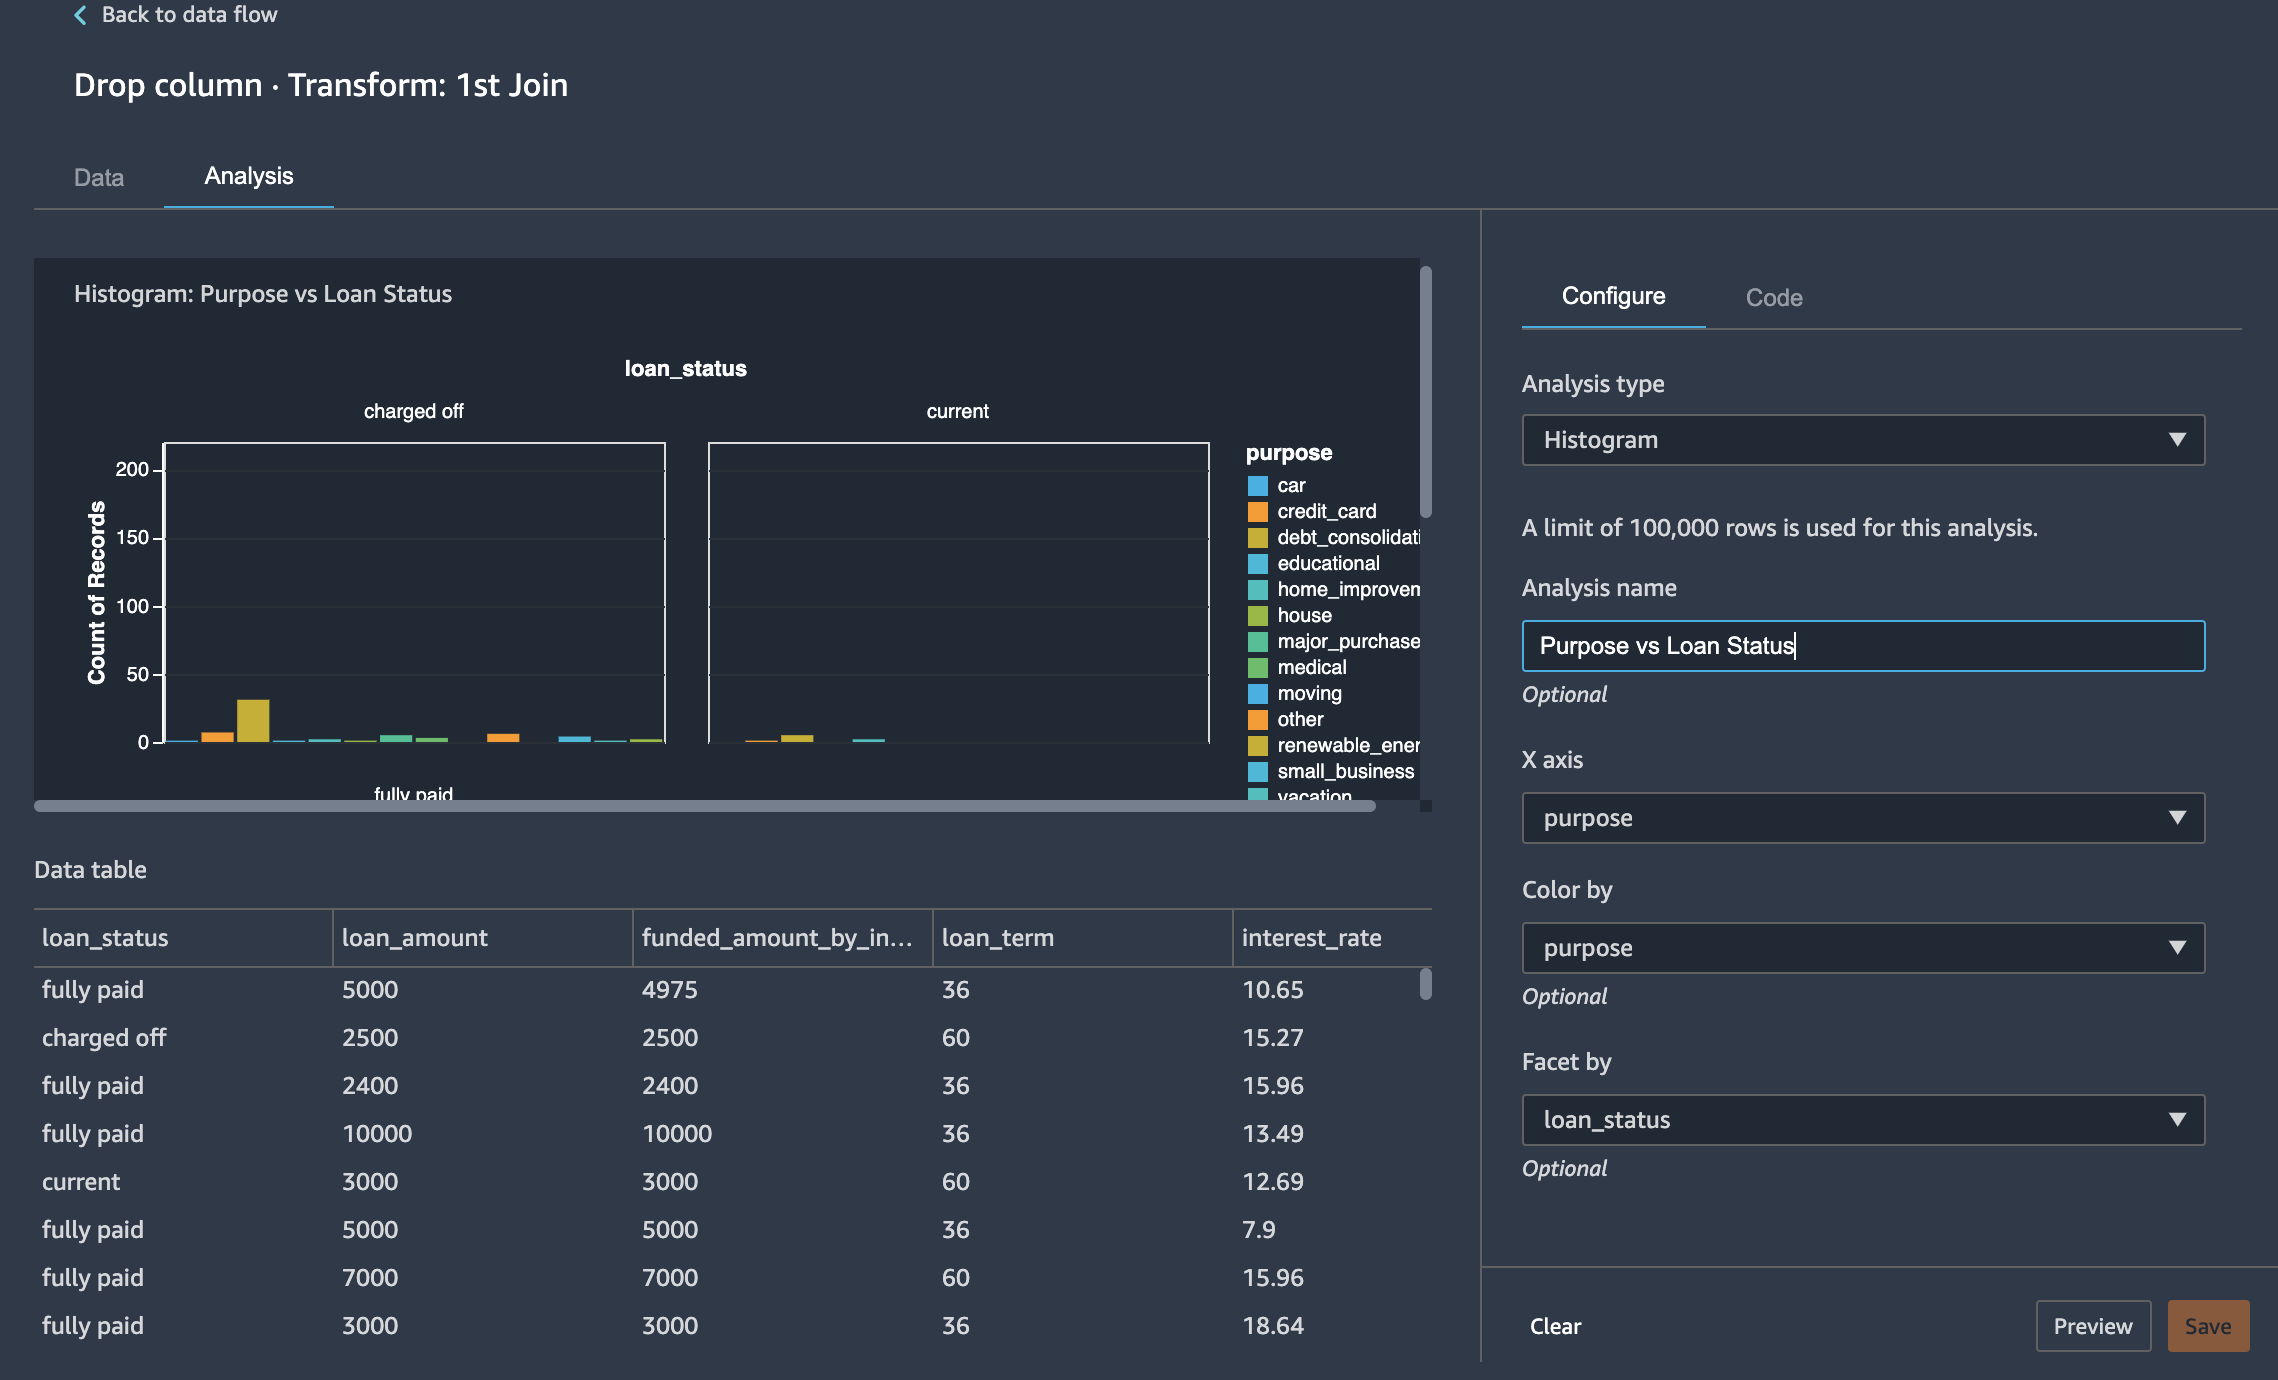 Back to data flow
Drop column · Transform: 1st Join
Data
Analysis
Histogram: Purpose vs Loan Status
loan_status
charged off
current
Count of Records
200
150
100
50
0
purpose
car
credit_card
debt_consolidati
educational
home_improvem
house
major_purchase
medical
moving
other
renewable_ener
small_business
vacation
fully paid
Data table
loan_status loan_amount funded_amount_by_in... loan_term interest_rate
fully paid 5000 4975 36 10.65
charged off 2500 2500 60 15.27
fully paid 2400 2400 36 15.96
fully paid 10000 10000 36 13.49
current 3000 3000 60 12.69
fully paid 5000 5000 36 7.9
fully paid 7000 7000 60 15.96
fully paid 3000 3000 36 18.64
Configure
Code
Analysis type
Histogram
A limit of 100,000 rows is used for this analysis.
Analysis name
Purpose vs Loan Status
Optional
X axis
purpose
Color by
purpose
Optional
Facet by
loan_status
Optional
Clear
Preview
Save